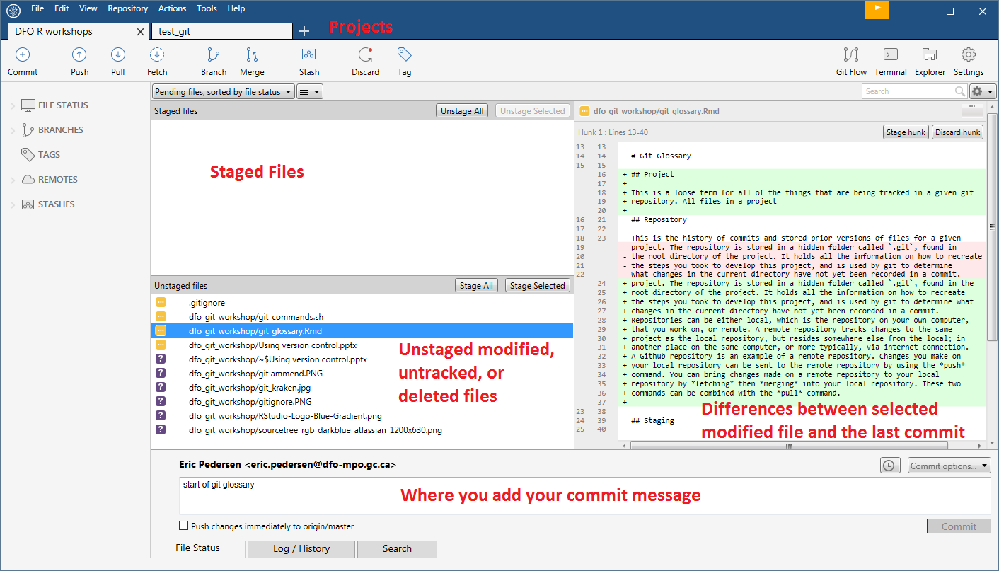 File Edit View Repository Actions Tools Help
DFO R workshops test_git Projects
Commit Push Pull Fetch Branch Merge Stash Discard Tag Git Flow Terminal Explorer Settings
FILE STATUS
BRANCHES
TAGS
REMOTES
STASHES
Pending files, sorted by file status
Search
Staged files Unstage All Unstage Selected
Staged Files
Unstaged files Stage All Stage Selected
.gitignore
dfo_git_workshop/git_commands.sh
dfo_git_workshop/git_glossary.Rmd
dfo_git_workshop/Using version control.pptx
dfo_git_workshop/~$Using version control.pptx
dfo_git_workshop/git ammend.PNG
dfo_git_workshop/git_kraken.jpg
dfo_git_workshop/gitignore.PNG
dfo_git_workshop/RStudio-Logo-Blue-Gradient.png
dfo_git_workshop/sourcetree_rgb_darkblue_atlassian_1200x630.png
Unstaged modified,
untracked, or
deleted files
dfo_git_workshop/git_glossary.Rmd
Hunk 1 : Lines 13-40 Stage hunk Discard hunk
13 13
14 14 # Git Glossary
15 15
16 + ## Project
17 +
18 + This is a loose term for all of the things that are being tracked in a given git
19 + repository. All files in a project
20 +
16 21 ## Repository
17 22
18 23 This is the history of commits and stored prior versions of files for a given
19 - project. The repository is stored in a hidden folder called `.git`, found in
20 - the root directory of the project. It holds all the information on how to recreate
21 - the steps you took to develop this project, and is used by git to determine
22 - what changes in the current directory have not yet been recorded in a commit.
24 + project. The repository is stored in a hidden folder called `.git`, found in the
25 + root directory of the project. It holds all the information on how to recreate
26 + the steps you took to develop this project, and is used by git to determine what
27 + changes in the current directory have not yet been recorded in a commit.
28 + Repositories can be either local, which is the repository on your own computer,
29 + that you work on, or remote. A remote repository tracks changes to the same
30 + project as the local repository, but resides somewhere else from the local; in
31 + another place on the same computer, or more typically, via internet connection.
32 + A Github repository is an example of a remote repository. Changes you make on
33 + your local repository can be sent to the remote repository by using the *push*
34 + command. You can bring changes made on a remote repository to your local
35 + repository by *fetching* then *merging* into your local repository. These two
36 + commands can be combined with the *pull* command.
37 +
23 38
24 39 ## Staging
25 40
Differences between selected
modified file and the last commit
Eric Pedersen <eric.pedersen@dfo-mpo.gc.ca> Commit options...
start of git glossary
Where you add your commit message
Push changes immediately to origin/master Commit
File Status Log / History Search